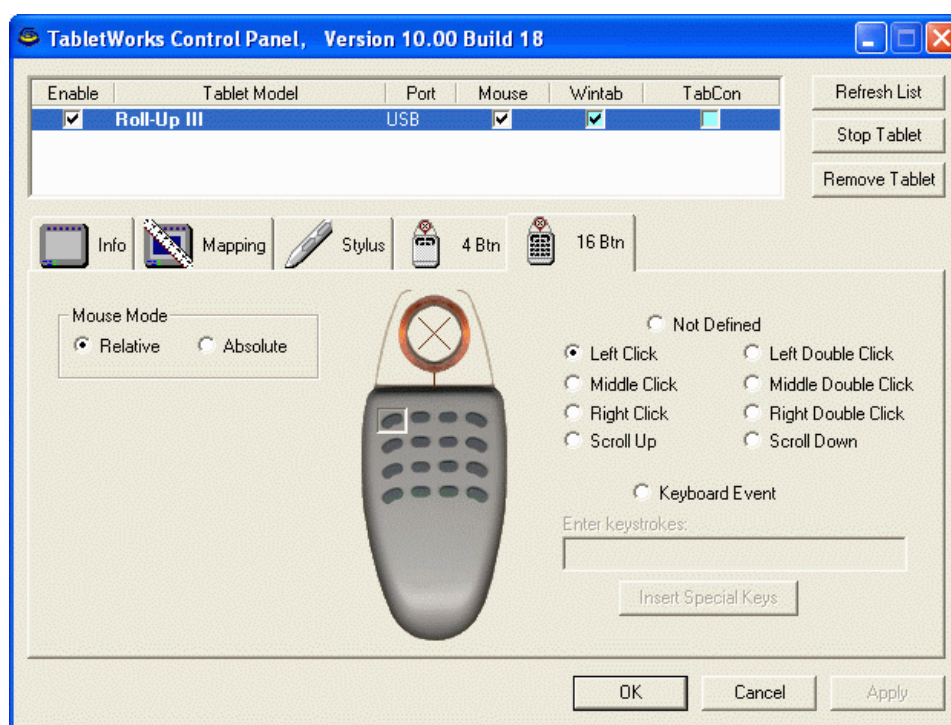 TabletWorks Control Panel, Version 10.00 Build 18
Enable Tablet Model Port Mouse Wintab TabCon
Roll-Up III USB
Refresh List
Stop Tablet
Remove Tablet
Info Mapping Stylus 4 Btn 16 Btn
Mouse Mode
Relative Absolute
Not Defined
Left Click Left Double Click
Middle Click Middle Double Click
Right Click Right Double Click
Scroll Up Scroll Down
Keyboard Event
Enter keystrokes:
Insert Special Keys
OK Cancel Apply